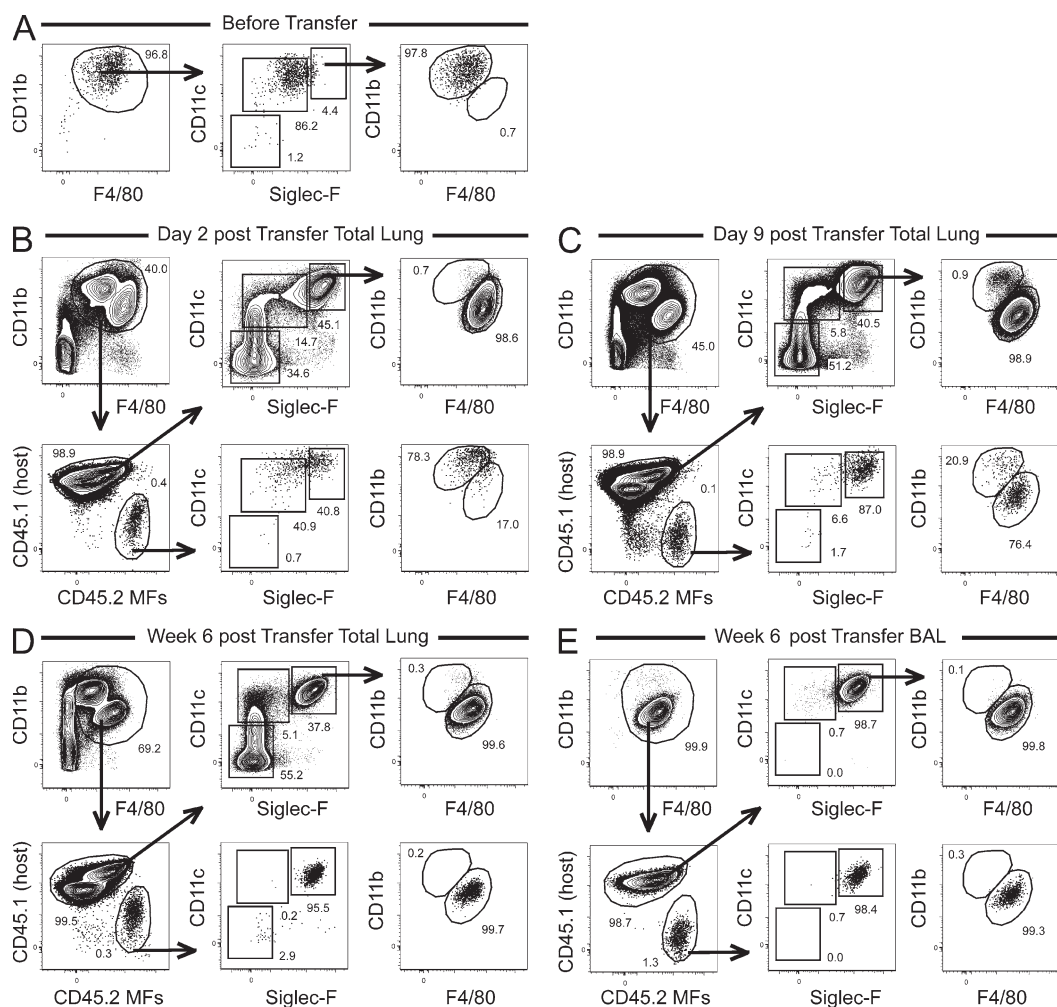 A Before Transfer
CD11b
96.8
F4/80
CD11c
4.4
86.2
1.2
Siglec-F
CD11b
97.8
0.7
F4/80
B Day 2 post Transfer Total Lung
CD11b
40.0
F4/80
CD11c
45.1
14.7
34.6
Siglec-F
CD11b
0.7
98.6
F4/80
CD45.1 (host)
98.9
0.4
CD45.2 MFs
CD11c
40.9
40.8
0.7
Siglec-F
CD11b
78.3
17.0
F4/80
C Day 9 post Transfer Total Lung
CD11b
45.0
F4/80
CD11c
5.8
40.5
51.2
Siglec-F
CD11b
0.9
98.9
F4/80
CD45.1 (host)
98.9
0.1
CD45.2 MFs
CD11c
6.6
87.0
1.7
Siglec-F
CD11b
20.9
76.4
F4/80
D Week 6 post Transfer Total Lung
CD11b
69.2
F4/80
CD11c
5.1
37.8
55.2
Siglec-F
CD11b
0.3
99.6
F4/80
CD45.1 (host)
99.5
0.3
CD45.2 MFs
CD11c
0.2
95.5
2.9
Siglec-F
CD11b
0.2
99.7
F4/80
E Week 6 post Transfer BAL
CD11b
99.9
F4/80
CD11c
0.7
98.7
0.0
Siglec-F
CD11b
0.1
99.8
F4/80
CD45.1 (host)
98.7
1.3
CD45.2 MFs
CD11c
0.7
98.4
0.0
Siglec-F
CD11b
0.3
99.3
F4/80